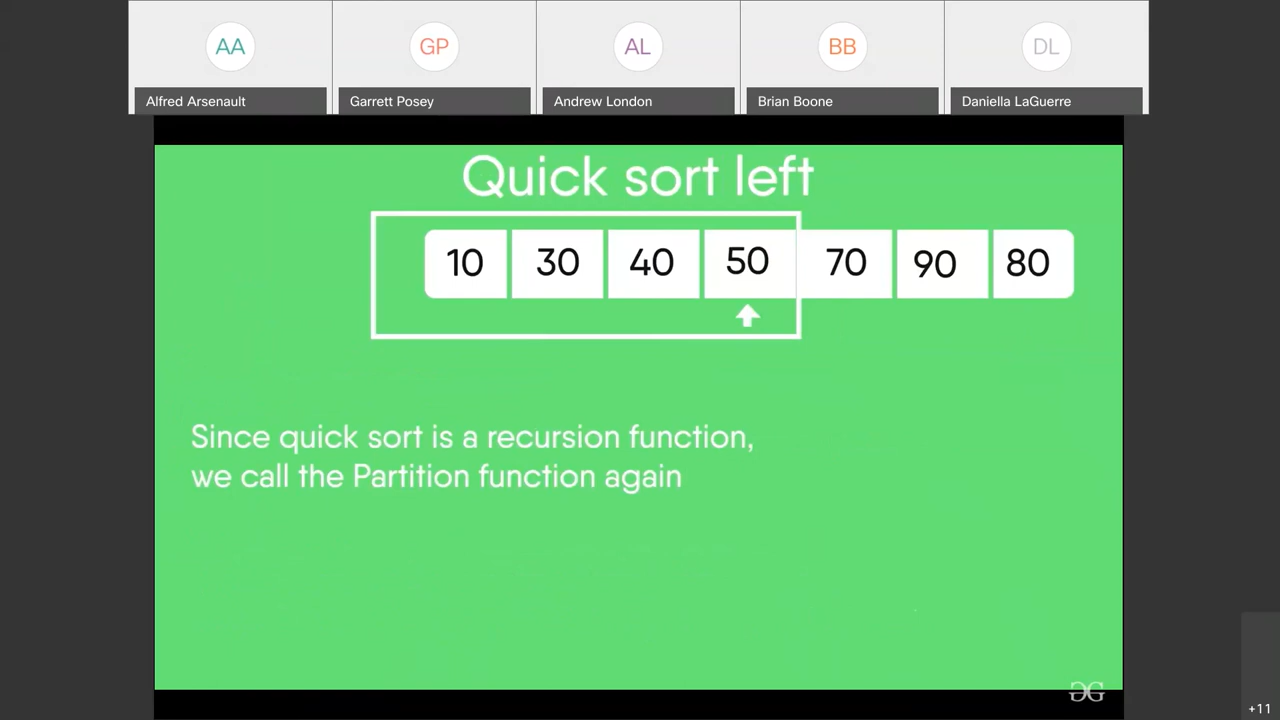 AA GP AL BB DL
Alfred Arsenault Garrett Posey Andrew London Brian Boone Daniella LaGuerre
Quick sort left
10 30 40 50 70 90 80
Since quick sort is a recursion function,
we call the Partition function again
+11